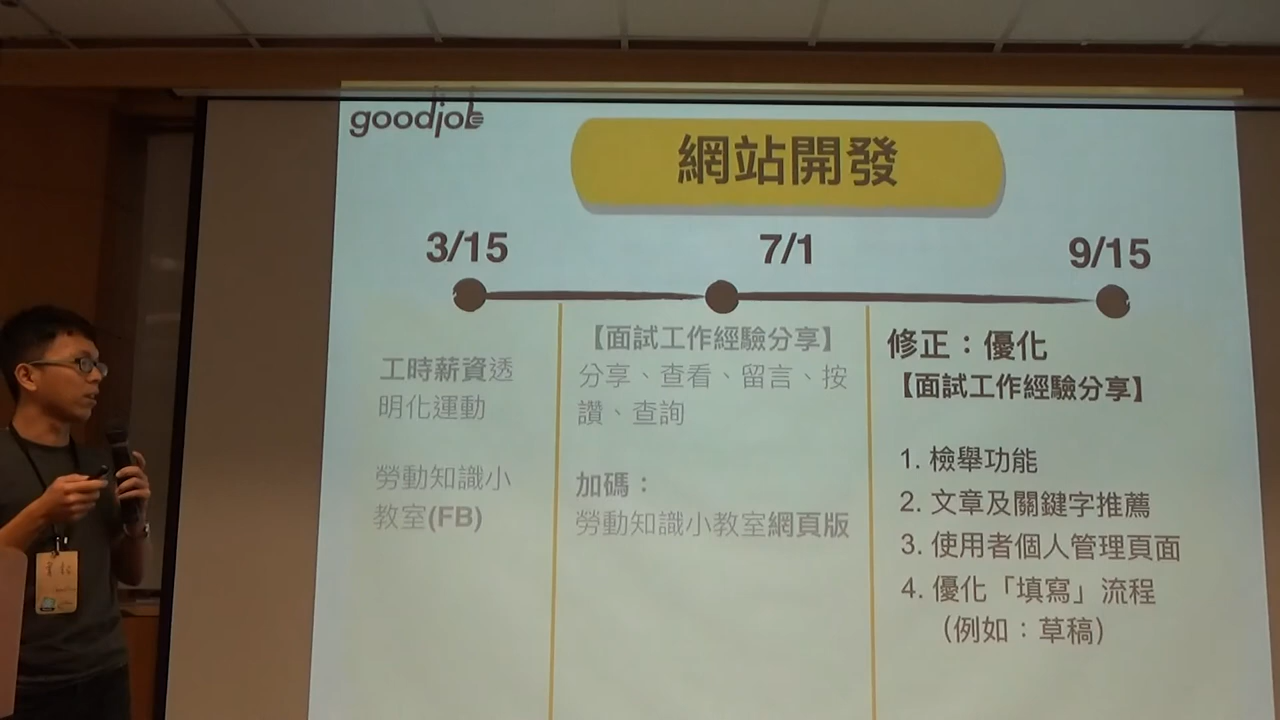 goodjob
網站開發
3/15
7/1
9/15
工時薪資透
明化運動
勞動知識小
教室(FB)
【面試工作經驗分享】
分享、查看、留言、按
讚、查詢
加碼：
勞動知識小教室網頁版
修正：優化
【面試工作經驗分享】
1. 檢舉功能
2. 文章及關鍵字推薦
3. 使用者個人管理頁面
4. 優化「填寫」流程
（例如：草稿）